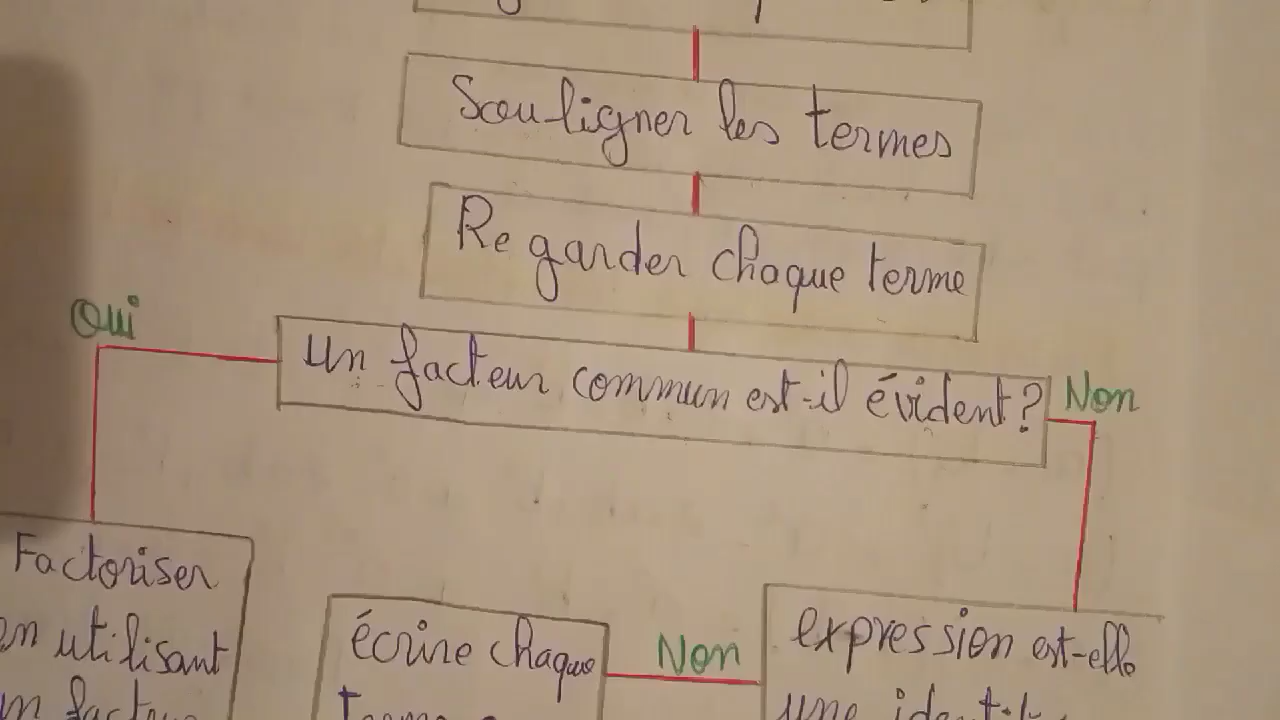 Souligner les termes
Regarder chaque terme
Oui
un facteur commun est-il évident ?
Non
Factoriser
en utilisant
écrire chaque
Non
expression est-elle
une